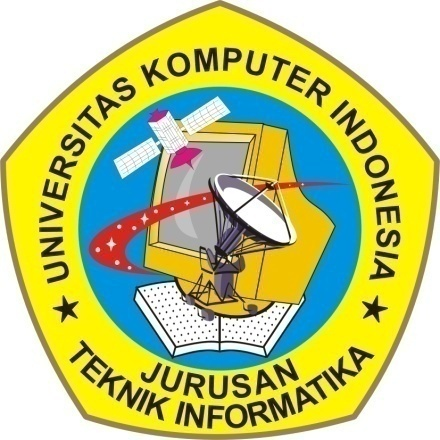 UNIVERSITAS KOMPUTER INDONESIA
JURUSAN
TEKNIK INFORMATIKA